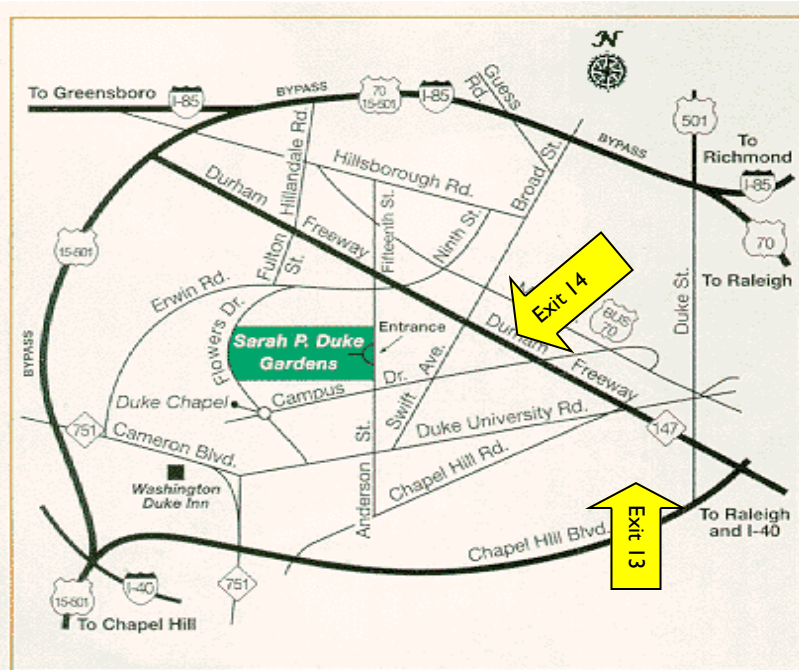 N
To Greensboro
I-85
BYPASS
70
15-501
I-85
Guess
Rd.
501
BYPASS
To
Richmond
I-85
70
To Raleigh
Hillandale Rd.
Hillsborough Rd.
Broad St.
Durham
Freeway
Fifteenth St.
Ninth St.
Fulton
St.
15-501
Erwin Rd.
Flowers Dr.
Sarah P. Duke
Gardens
Entrance
Exit 14
BUS
70
Duke St.
Durham
Freeway
BYPASS
Duke Chapel
Campus
Dr.
Swift
Ave.
Duke University Rd.
147
751
Cameron Blvd.
Washington
Duke Inn
Anderson
St.
Chapel Hill Rd.
Exit 13
To Raleigh
and I-40
Chapel Hill Blvd.
751
I-40
15-501
To Chapel Hill